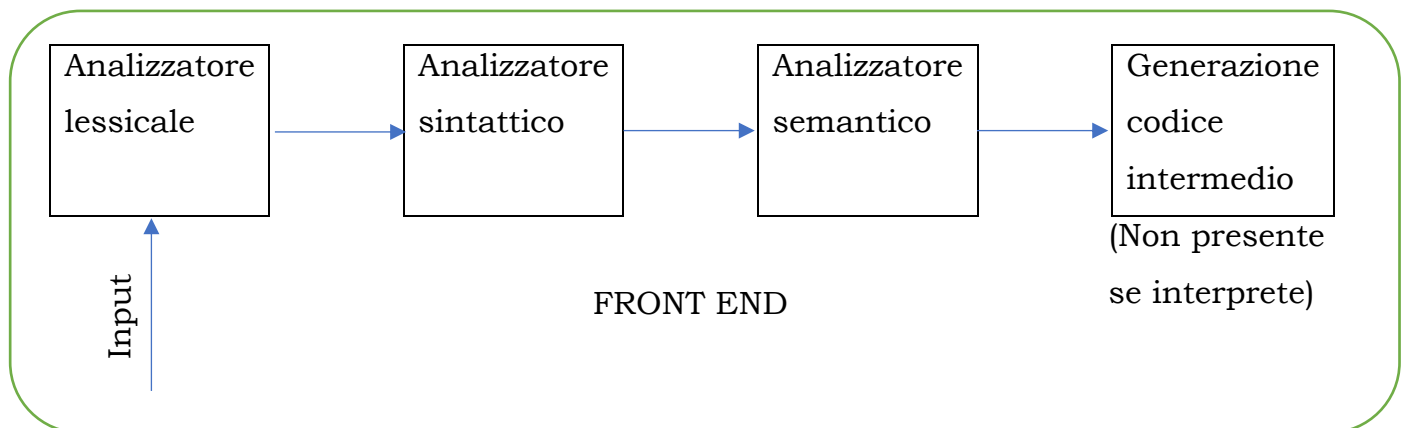 Analizzatore
lessicale
Analizzatore
sintattico
Analizzatore
semantico
Generazione
codice
intermedio
(Non presente
se interprete)
Input
FRONT END